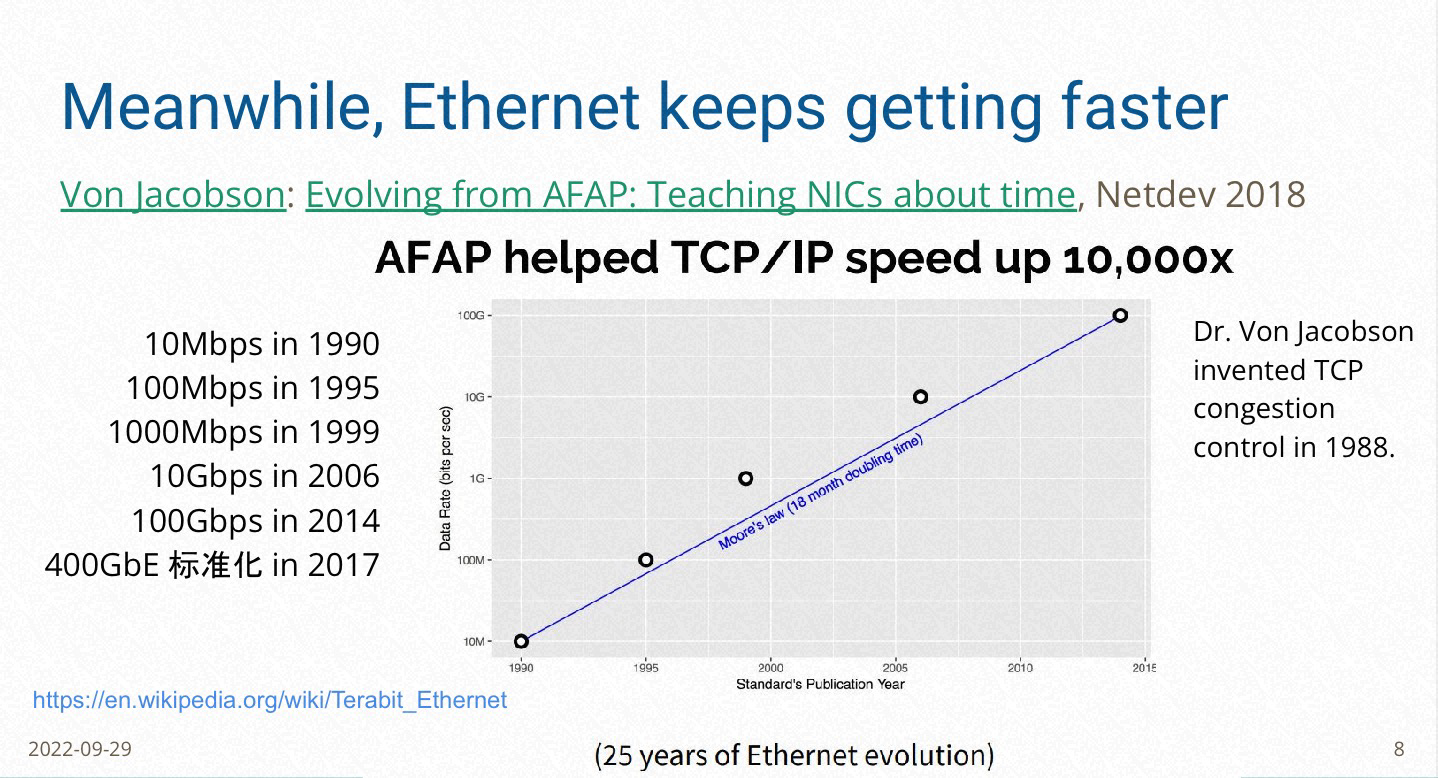 Meanwhile, Ethernet keeps getting faster
Von Jacobson: Evolving from AFAP: Teaching NICs about time, Netdev 2018
AFAP helped TCP/IP speed up 10,000x
10Mbps in 1990
100Mbps in 1995
1000Mbps in 1999
10Gbps in 2006
100Gbps in 2014
400GbE 标准化 in 2017
Data Rate (bits per sec)
100G
10G
1G
100M
10M
Moore's law (18 month doubling time)
1990 1995 2000 2005 2010 2015
Standard's Publication Year
Dr. Von Jacobson
invented TCP
congestion
control in 1988.
https://en.wikipedia.org/wiki/Terabit_Ethernet
2022-09-29
(25 years of Ethernet evolution)
8